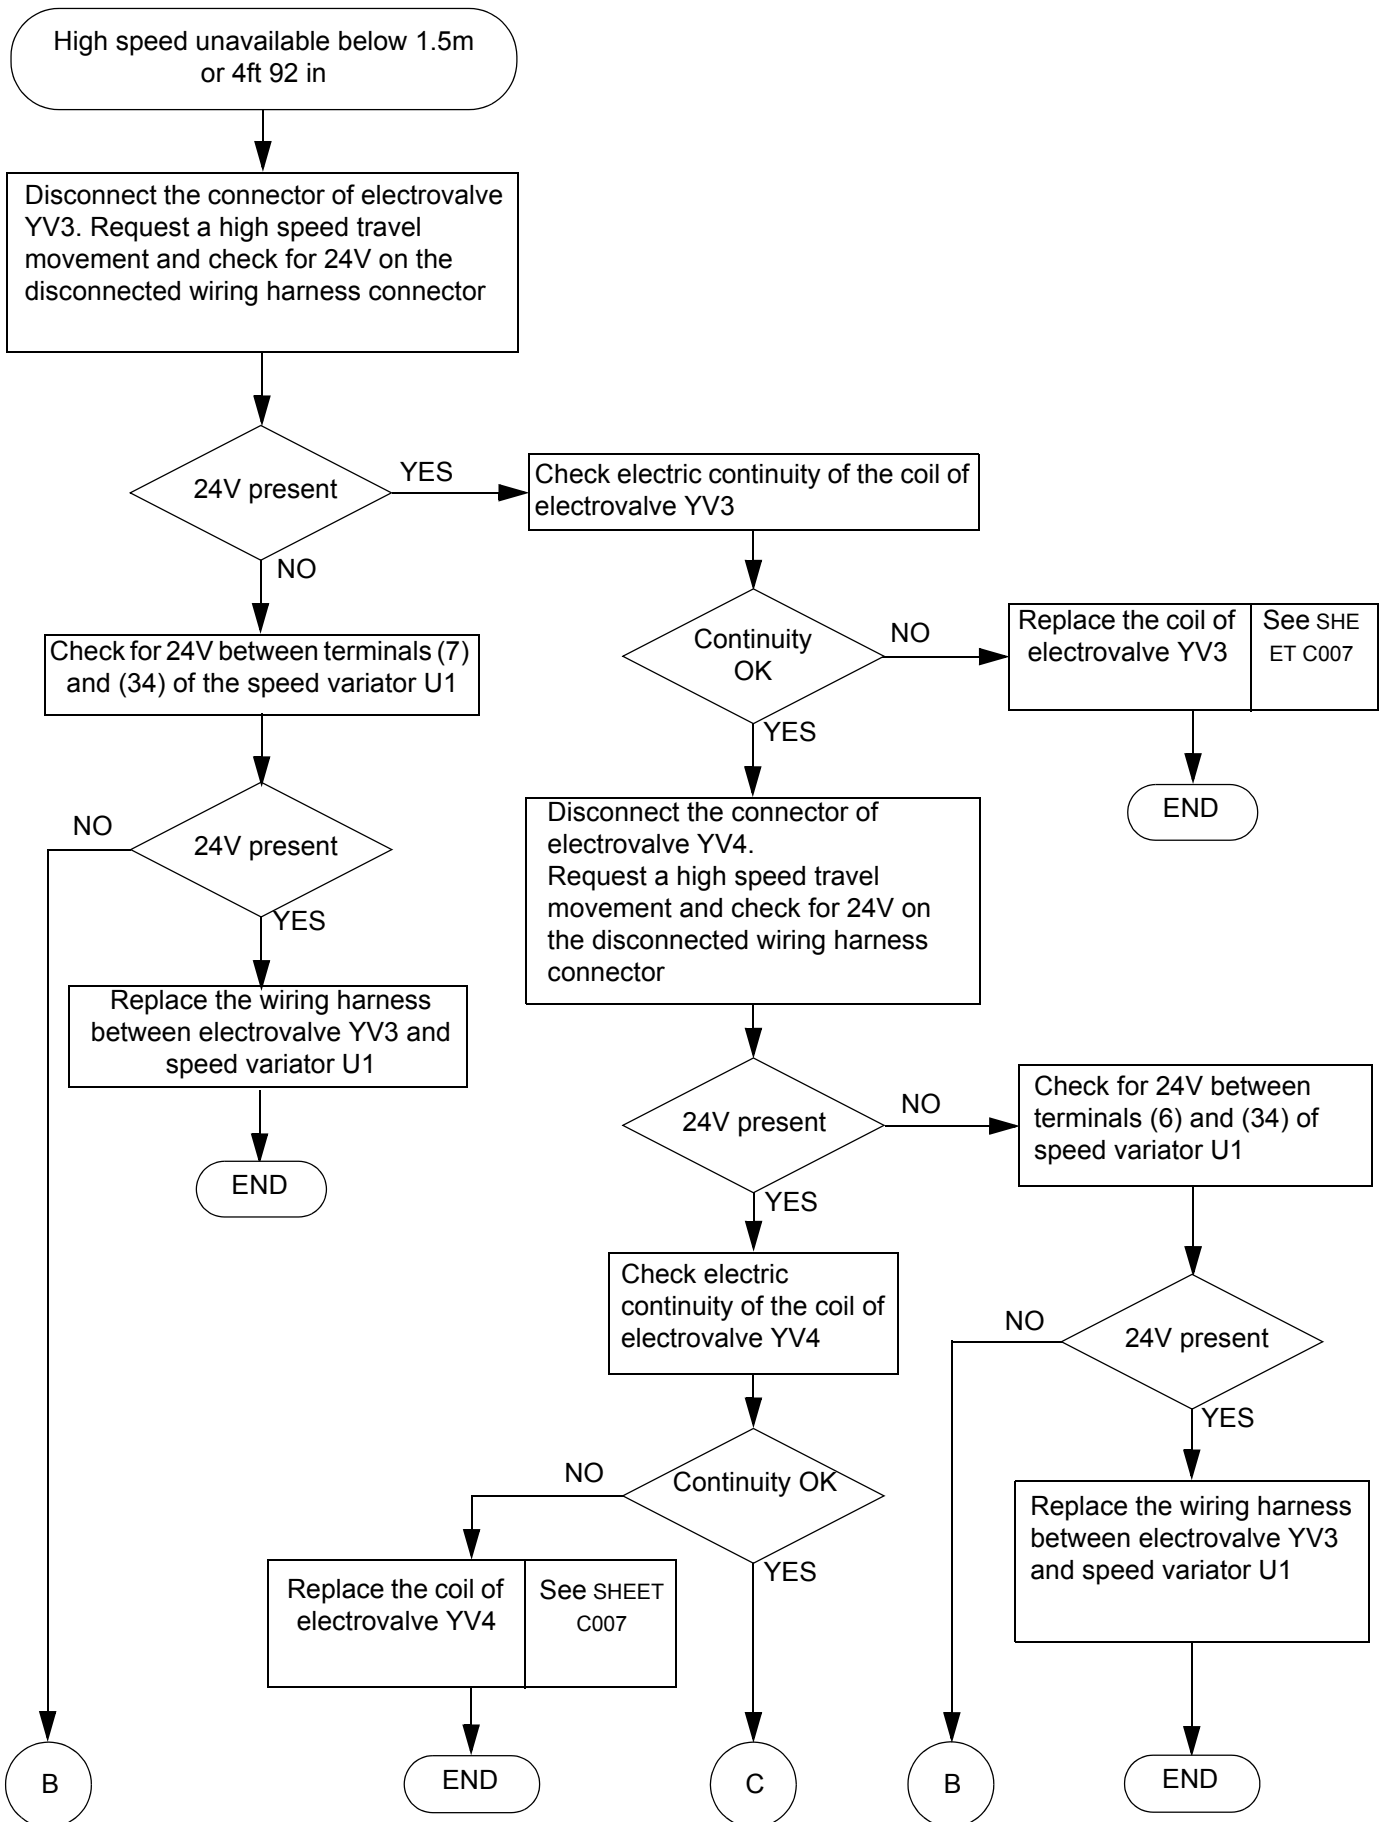 High speed unavailable below 1.5m
or 4ft 92 in
Disconnect the connector of electrovalve
YV3. Request a high speed travel
movement and check for 24V on the
disconnected wiring harness connector
24V present
YES
NO
Check electric continuity of the coil of
electrovalve YV3
Continuity
OK
NO
YES
Replace the coil of
electrovalve YV3
See SHE
ET C007
END
Check for 24V between terminals (7)
and (34) of the speed variator U1
24V present
NO
YES
Replace the wiring harness
between electrovalve YV3 and
speed variator U1
END
Disconnect the connector of
electrovalve YV4.
Request a high speed travel
movement and check for 24V on
the disconnected wiring harness
connector
24V present
NO
YES
Check for 24V between
terminals (6) and (34) of
speed variator U1
24V present
NO
YES
Replace the wiring harness
between electrovalve YV3
and speed variator U1
Check electric
continuity of the coil of
electrovalve YV4
Continuity OK
NO
YES
Replace the coil of
electrovalve YV4
See SHEET
C007
B
END
C
B
END